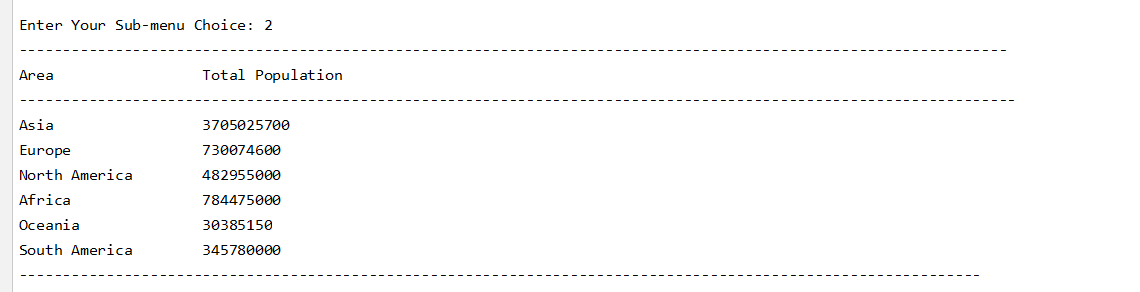 Enter Your Sub-menu Choice: 2
-----------------------------------------------------------------------------------------------------------------
Area                 Total Population
------------------------------------------------------------------------------------------------------------------
Asia                 3705025700
Europe               730074600
North America        482955000
Africa               784475000
Oceania              30385150
South America        345780000
--------------------------------------------------------------------------------------------------------------